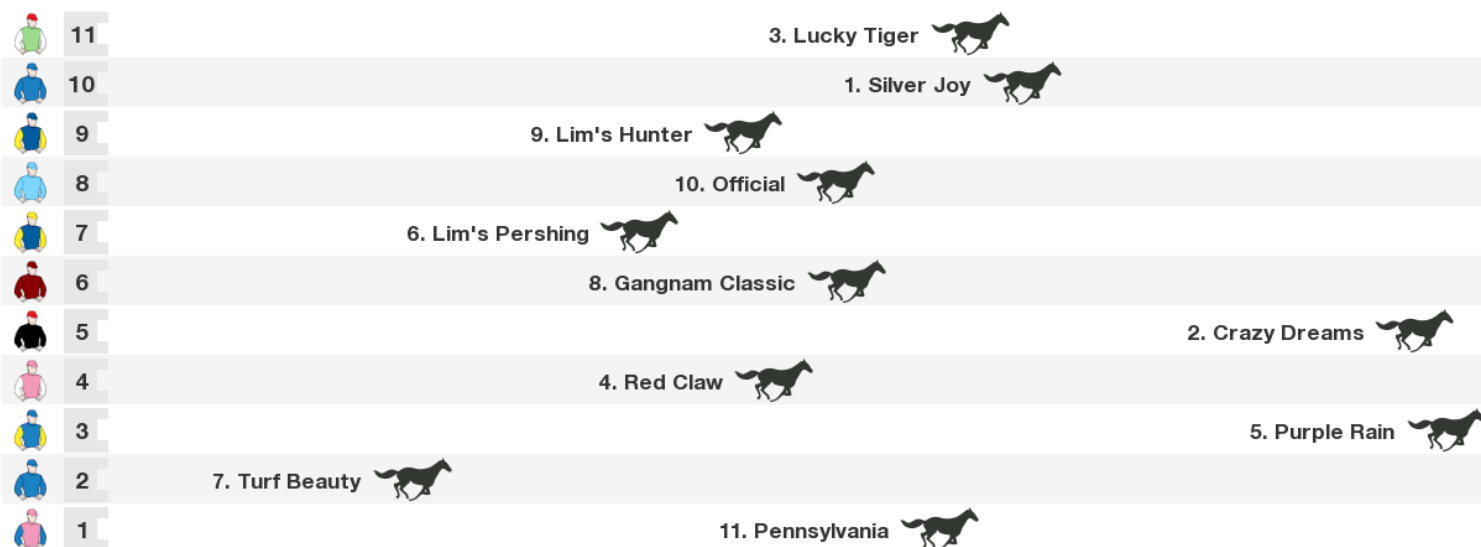 11 3. Lucky Tiger
10 1. Silver Joy
9 9. Lim's Hunter
8 10. Official
7 6. Lim's Pershing
6 8. Gangnam Classic
5 2. Crazy Dreams
4 4. Red Claw
3 5. Purple Rain
2 7. Turf Beauty
1 11. Pennsylvania